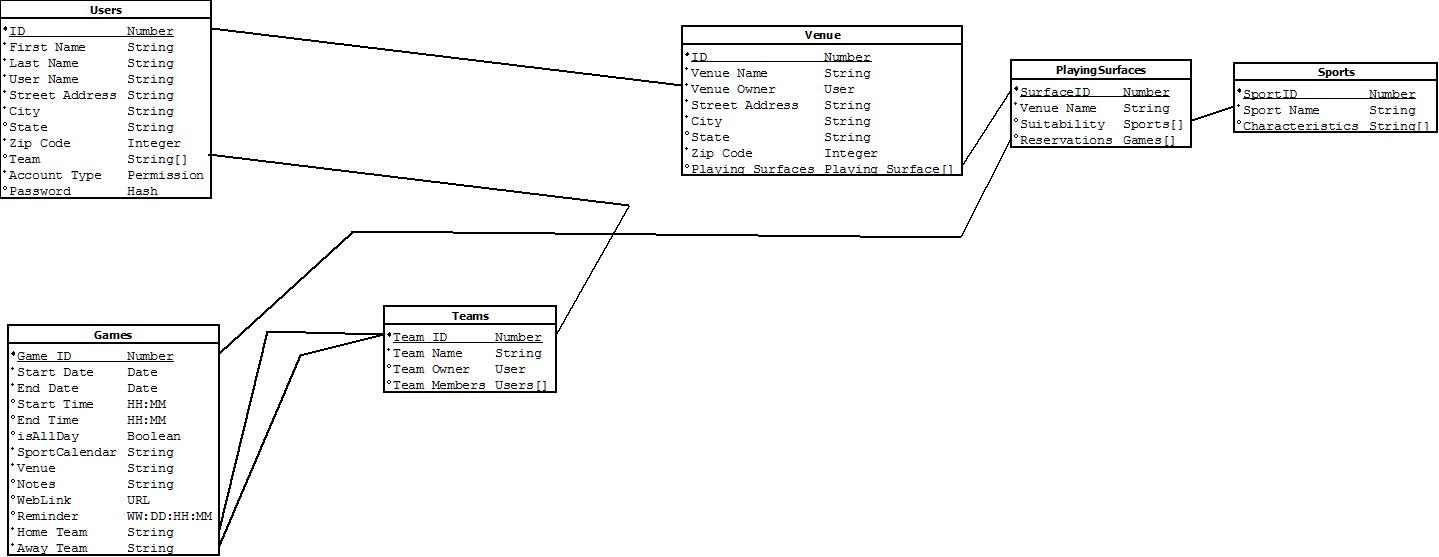 Users
ID Number
First Name String
Last Name String
User Name String
Street Address String
City String
State String
Zip Code Integer
Team String[]
Account Type Permission
Password Hash
Venue
ID Number
Venue Name String
Venue Owner User
Street Address String
City String
State String
Zip Code Integer
Playing Surfaces Playing Surface[]
PlayingSurfaces
SurfaceID Number
Venue Name String
Suitability Sports[]
Reservations Games[]
Sports
SportID Number
Sport Name String
Characteristics String[]
Games
Game ID Number
Start Date Date
End Date Date
Start Time HH:MM
End Time HH:MM
isAllDay Boolean
SportCalendar String
Venue String
Notes String
WebLink URL
Reminder WW:DD:HH:MM
Home Team String
Away Team String
Teams
Team ID Number
Team Name String
Team Owner User
Team Members Users[]